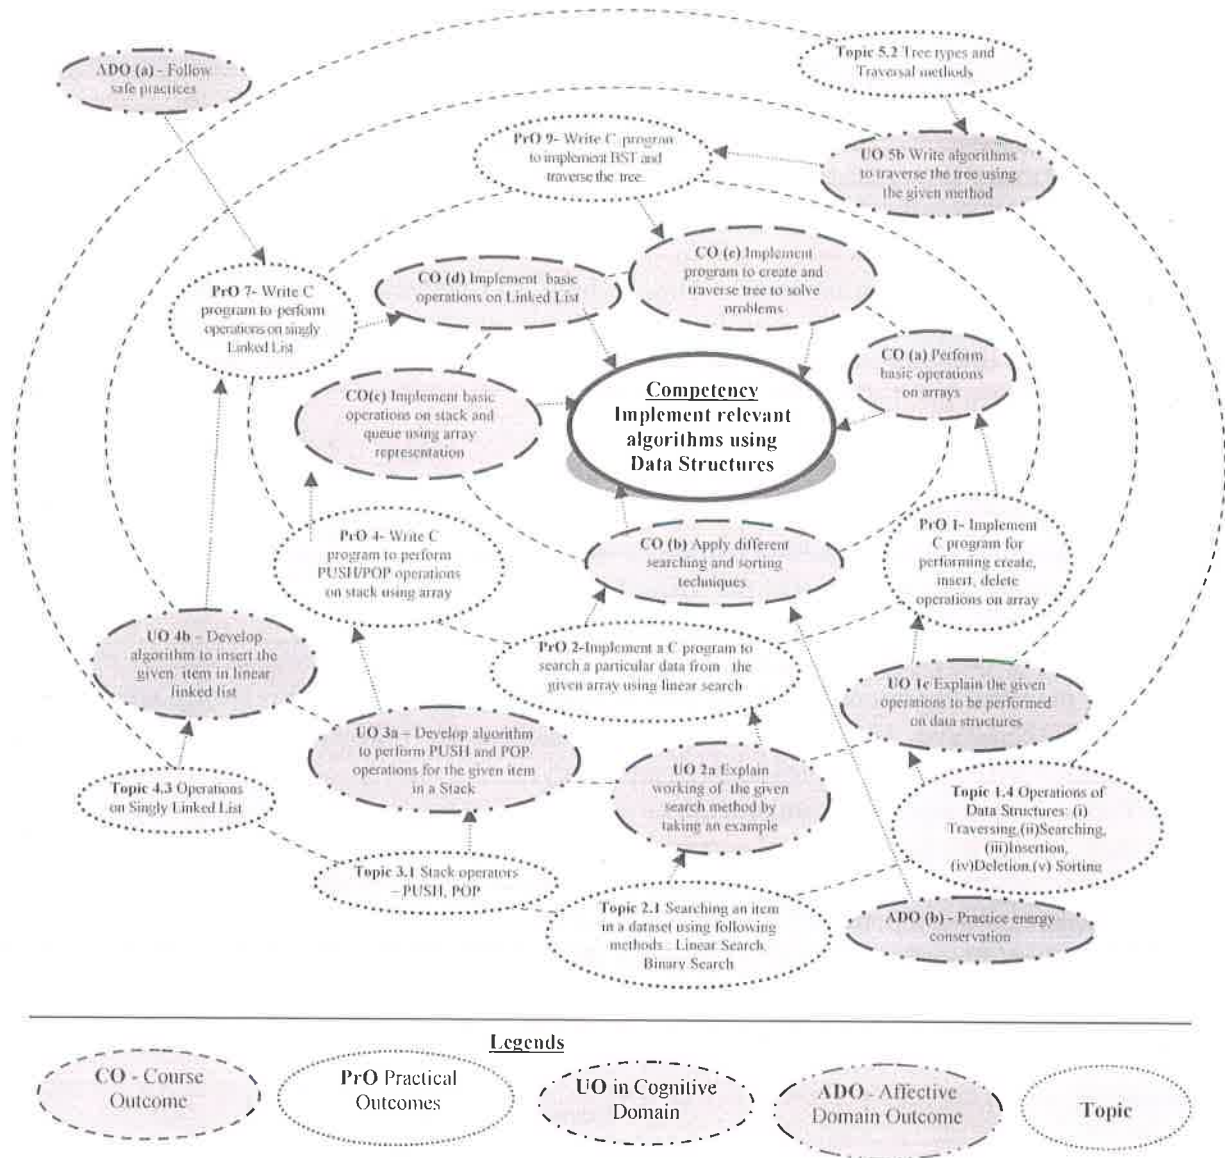 Topic 5.2 Tree types and
Traversal methods
ADO (a) - Follow
safe practices
PrO 9- Write C program
to implement BST and
traverse the tree.
UO 5b Write algorithms
to traverse the tree using
the given method
CO (e) Implement
program to create and
traverse tree to solve
problems
CO (d) Implement basic
operations on Linked List
PrO 7- Write C
program to perform
operations on singly
Linked List
CO (a) Perform
basic operations
on arrays
CO(c) Implement basic
operations on stack and
queue using array
representation
Competency
Implement relevant
algorithms using
Data Structures
PrO 4- Write C
program to perform
PUSH/POP operations
on stack using array
CO (b) Apply different
searching and sorting
techniques
PrO 1- Implement
C program for
performing create,
insert, delete
operations on array
UO 4b – Develop
algorithm to insert the
given item in linear
linked list
PrO 2-Implement a C program to
search a particular data from the
given array using linear search
UO 1c Explain the given
operations to be performed
on data structures
UO 3a – Develop algorithm
to perform PUSH and POP
operations for the given item
in a Stack
UO 2a Explain
working of the given
search method by
taking an example
Topic 4.3 Operations
on Singly Linked List
Topic 1.4 Operations of
Data Structures: (i)
Traversing,(ii)Searching,
(iii)Insertion,
(iv)Deletion,(v) Sorting
Topic 3.1 Stack operators
–PUSH, POP
Topic 2.1 Searching an item
in a dataset using following
methods : Linear Search,
Binary Search
ADO (b) - Practice energy
conservation
Legends
CO - Course
Outcome
PrO Practical
Outcomes
UO in Cognitive
Domain
ADO - Affective
Domain Outcome
Topic